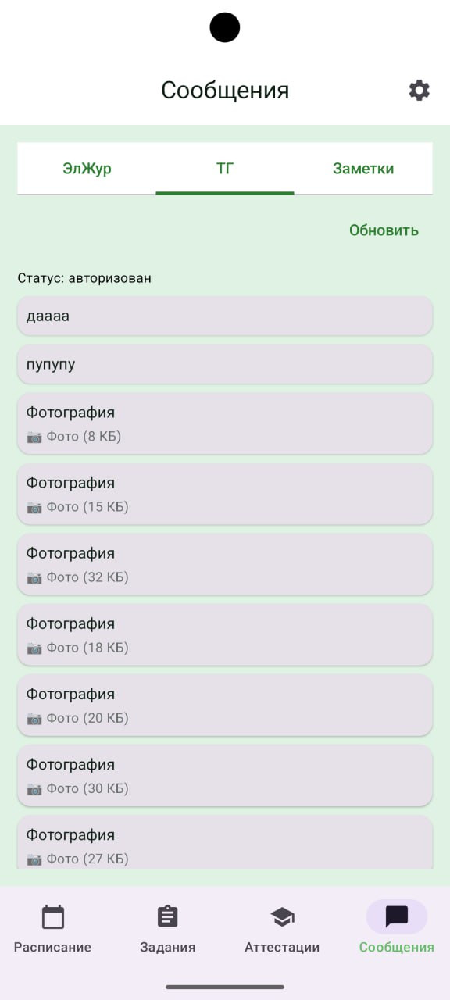 Сообщения
ЭлЖур ТГ Заметки
Обновить
Статус: авторизован
даааа
пупупу
Фотография
📷 Фото (8 КБ)
Фотография
📷 Фото (15 КБ)
Фотография
📷 Фото (32 КБ)
Фотография
📷 Фото (18 КБ)
Фотография
📷 Фото (20 КБ)
Фотография
📷 Фото (30 КБ)
Фотография
📷 Фото (27 КБ)
Расписание Задания Аттестации Сообщения